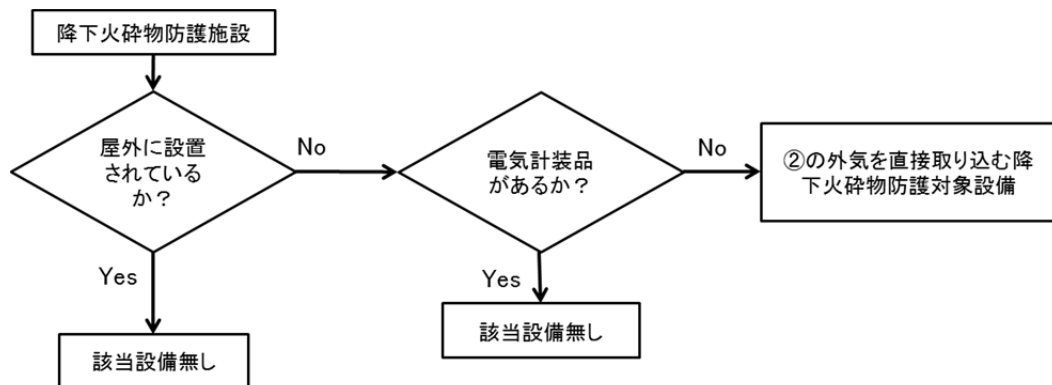 降下火砕物防護施設
屋外に設置
されている
か？
No
電気計装品
があるか？
No
②の外気を直接取り込む降
下火砕物防護対象設備
Yes
該当設備無し
Yes
該当設備無し